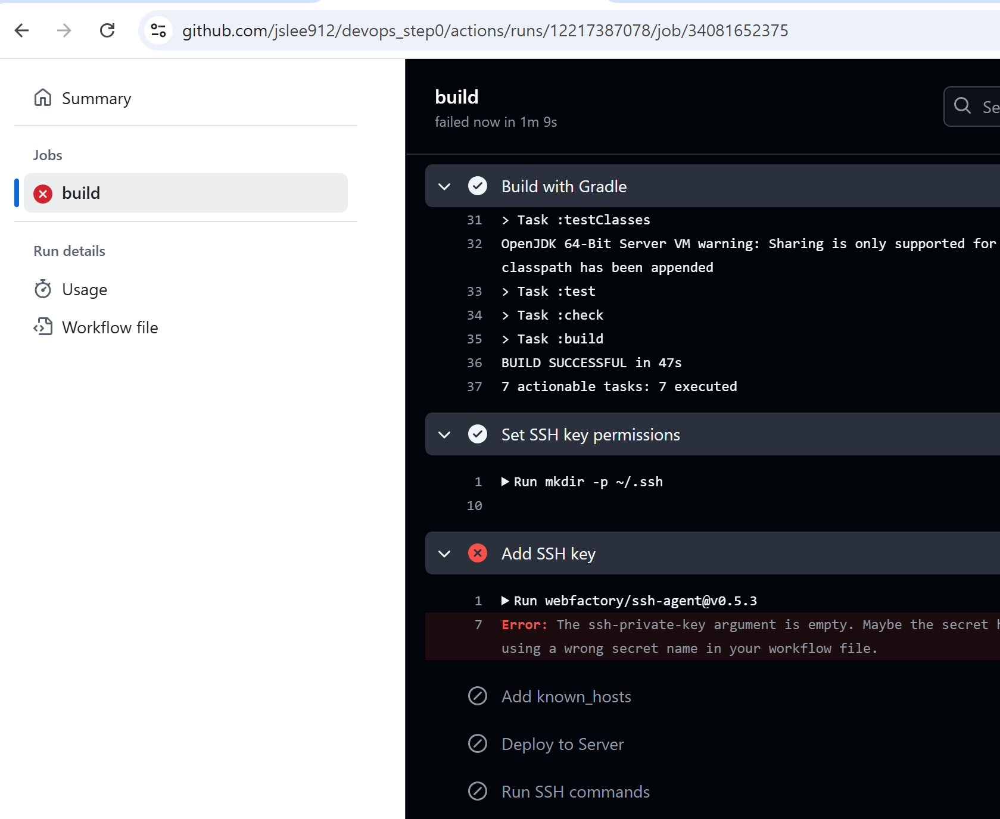 github.com/jslee912/devops_step0/actions/runs/12217387078/job/34081652375
Summary
Jobs
build
Run details
Usage
Workflow file
build
failed now in 1m 9s
Se
Build with Gradle
31 > Task :testClasses
32 OpenJDK 64-Bit Server VM warning: Sharing is only supported for
classpath has been appended
33 > Task :test
34 > Task :check
35 > Task :build
36 BUILD SUCCESSFUL in 47s
37 7 actionable tasks: 7 executed
Set SSH key permissions
1 Run mkdir -p ~/.ssh
10
Add SSH key
1 Run webfactory/ssh-agent@v0.5.3
7 Error: The ssh-private-key argument is empty. Maybe the secret
using a wrong secret name in your workflow file.
Add known_hosts
Deploy to Server
Run SSH commands